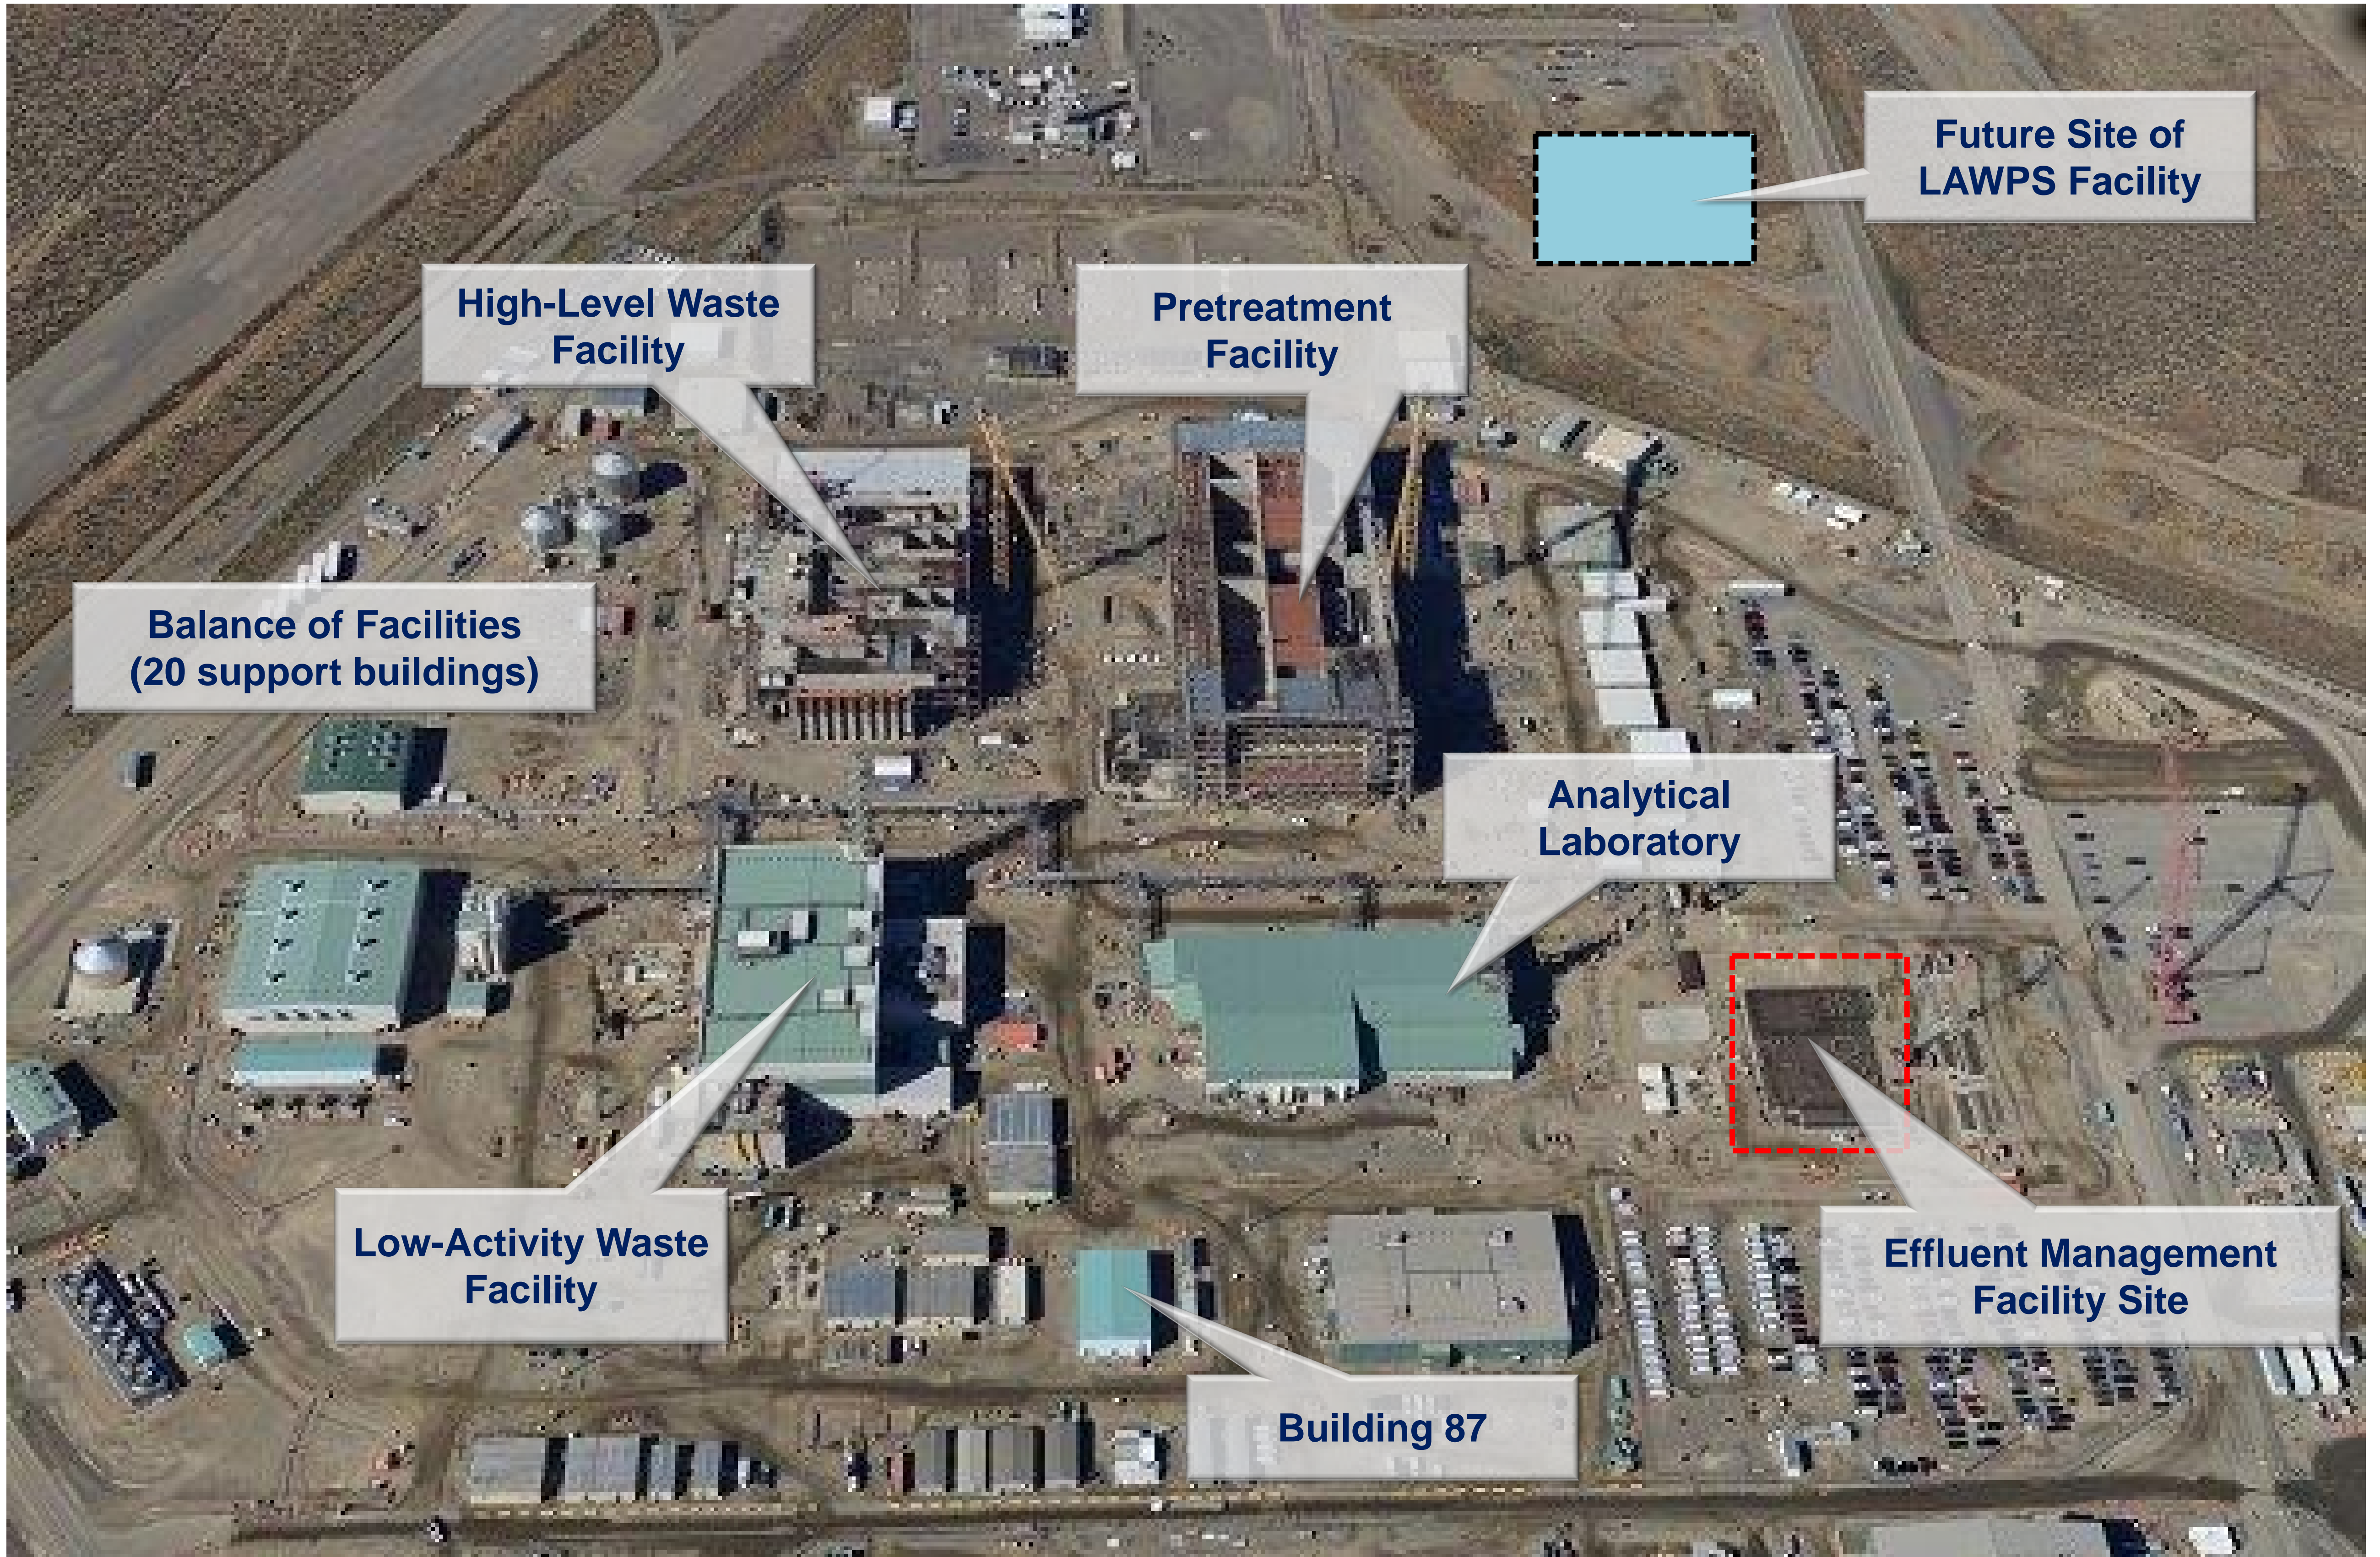 Future Site of
LAWPS Facility
High-Level Waste
Facility
Pretreatment
Facility
Balance of Facilities
(20 support buildings)
Analytical
Laboratory
Low-Activity Waste
Facility
Effluent Management
Facility Site
Building 87